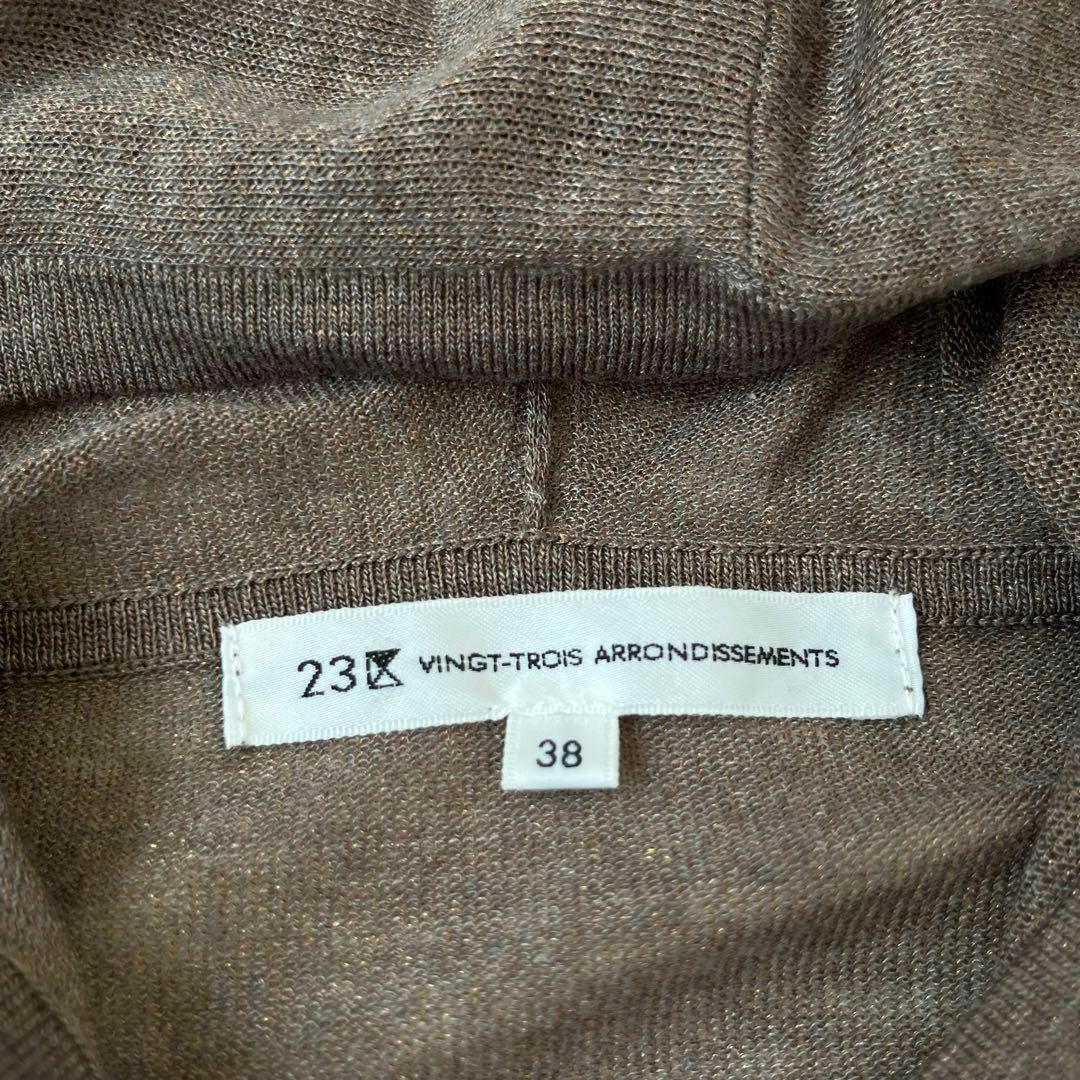 23区 VINGT-TROIS ARRONDISSEMENTS
38